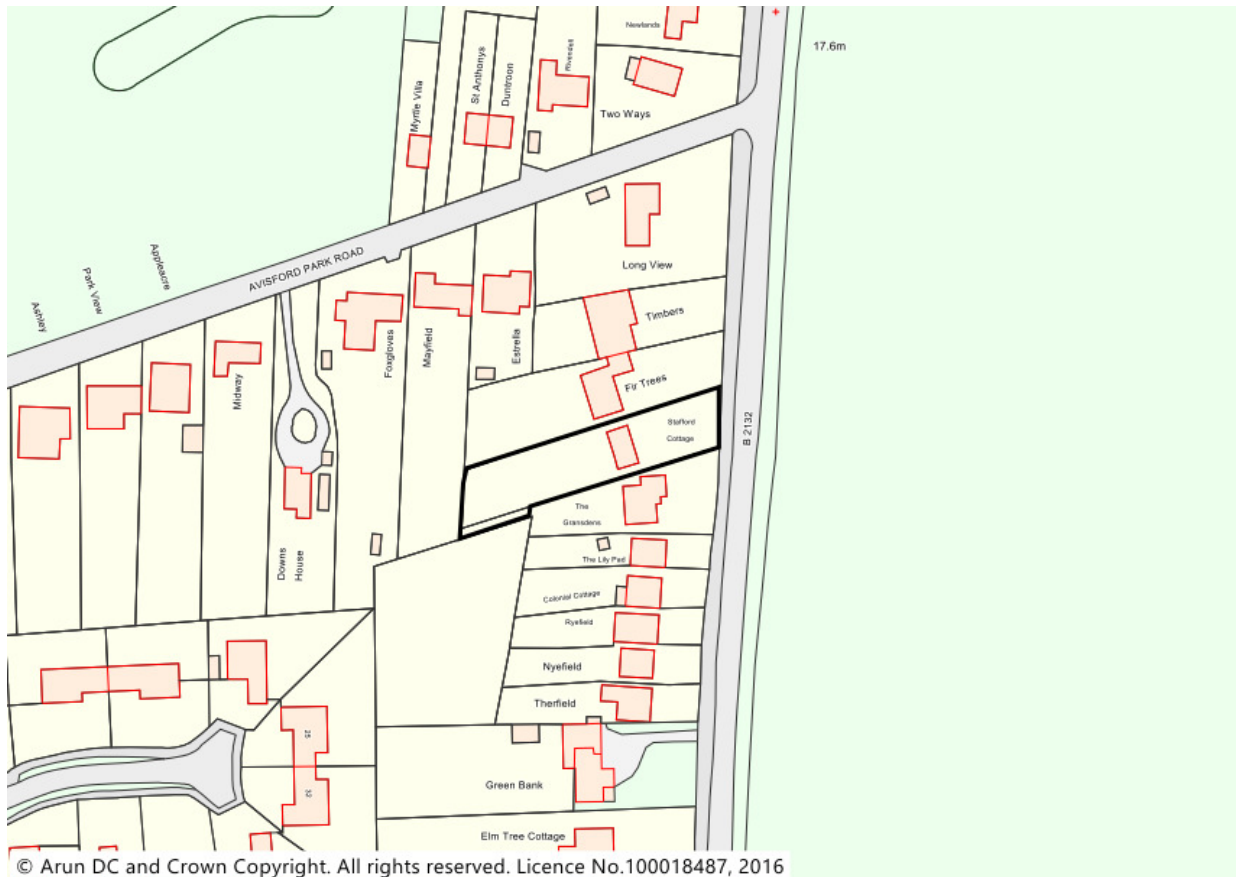 Newlands
17.6m
Rivendell
St Anthonys
Duntroon
Myrtle Villa
Two Ways
AVISFORD PARK ROAD
Long View
Appleacre
Park View
Ashley
Timbers
Foxgloves
Mayfield
Estrella
Midway
Fir Trees
Stafford
Cottage
B 2132
The
Gransdens
Downs
House
The Lily Pad
Colonial Cottage
Ryefield
Nyefield
Therfield
25
32
Green Bank
Elm Tree Cottage
© Arun DC and Crown Copyright. All rights reserved. Licence No.100018487, 2016